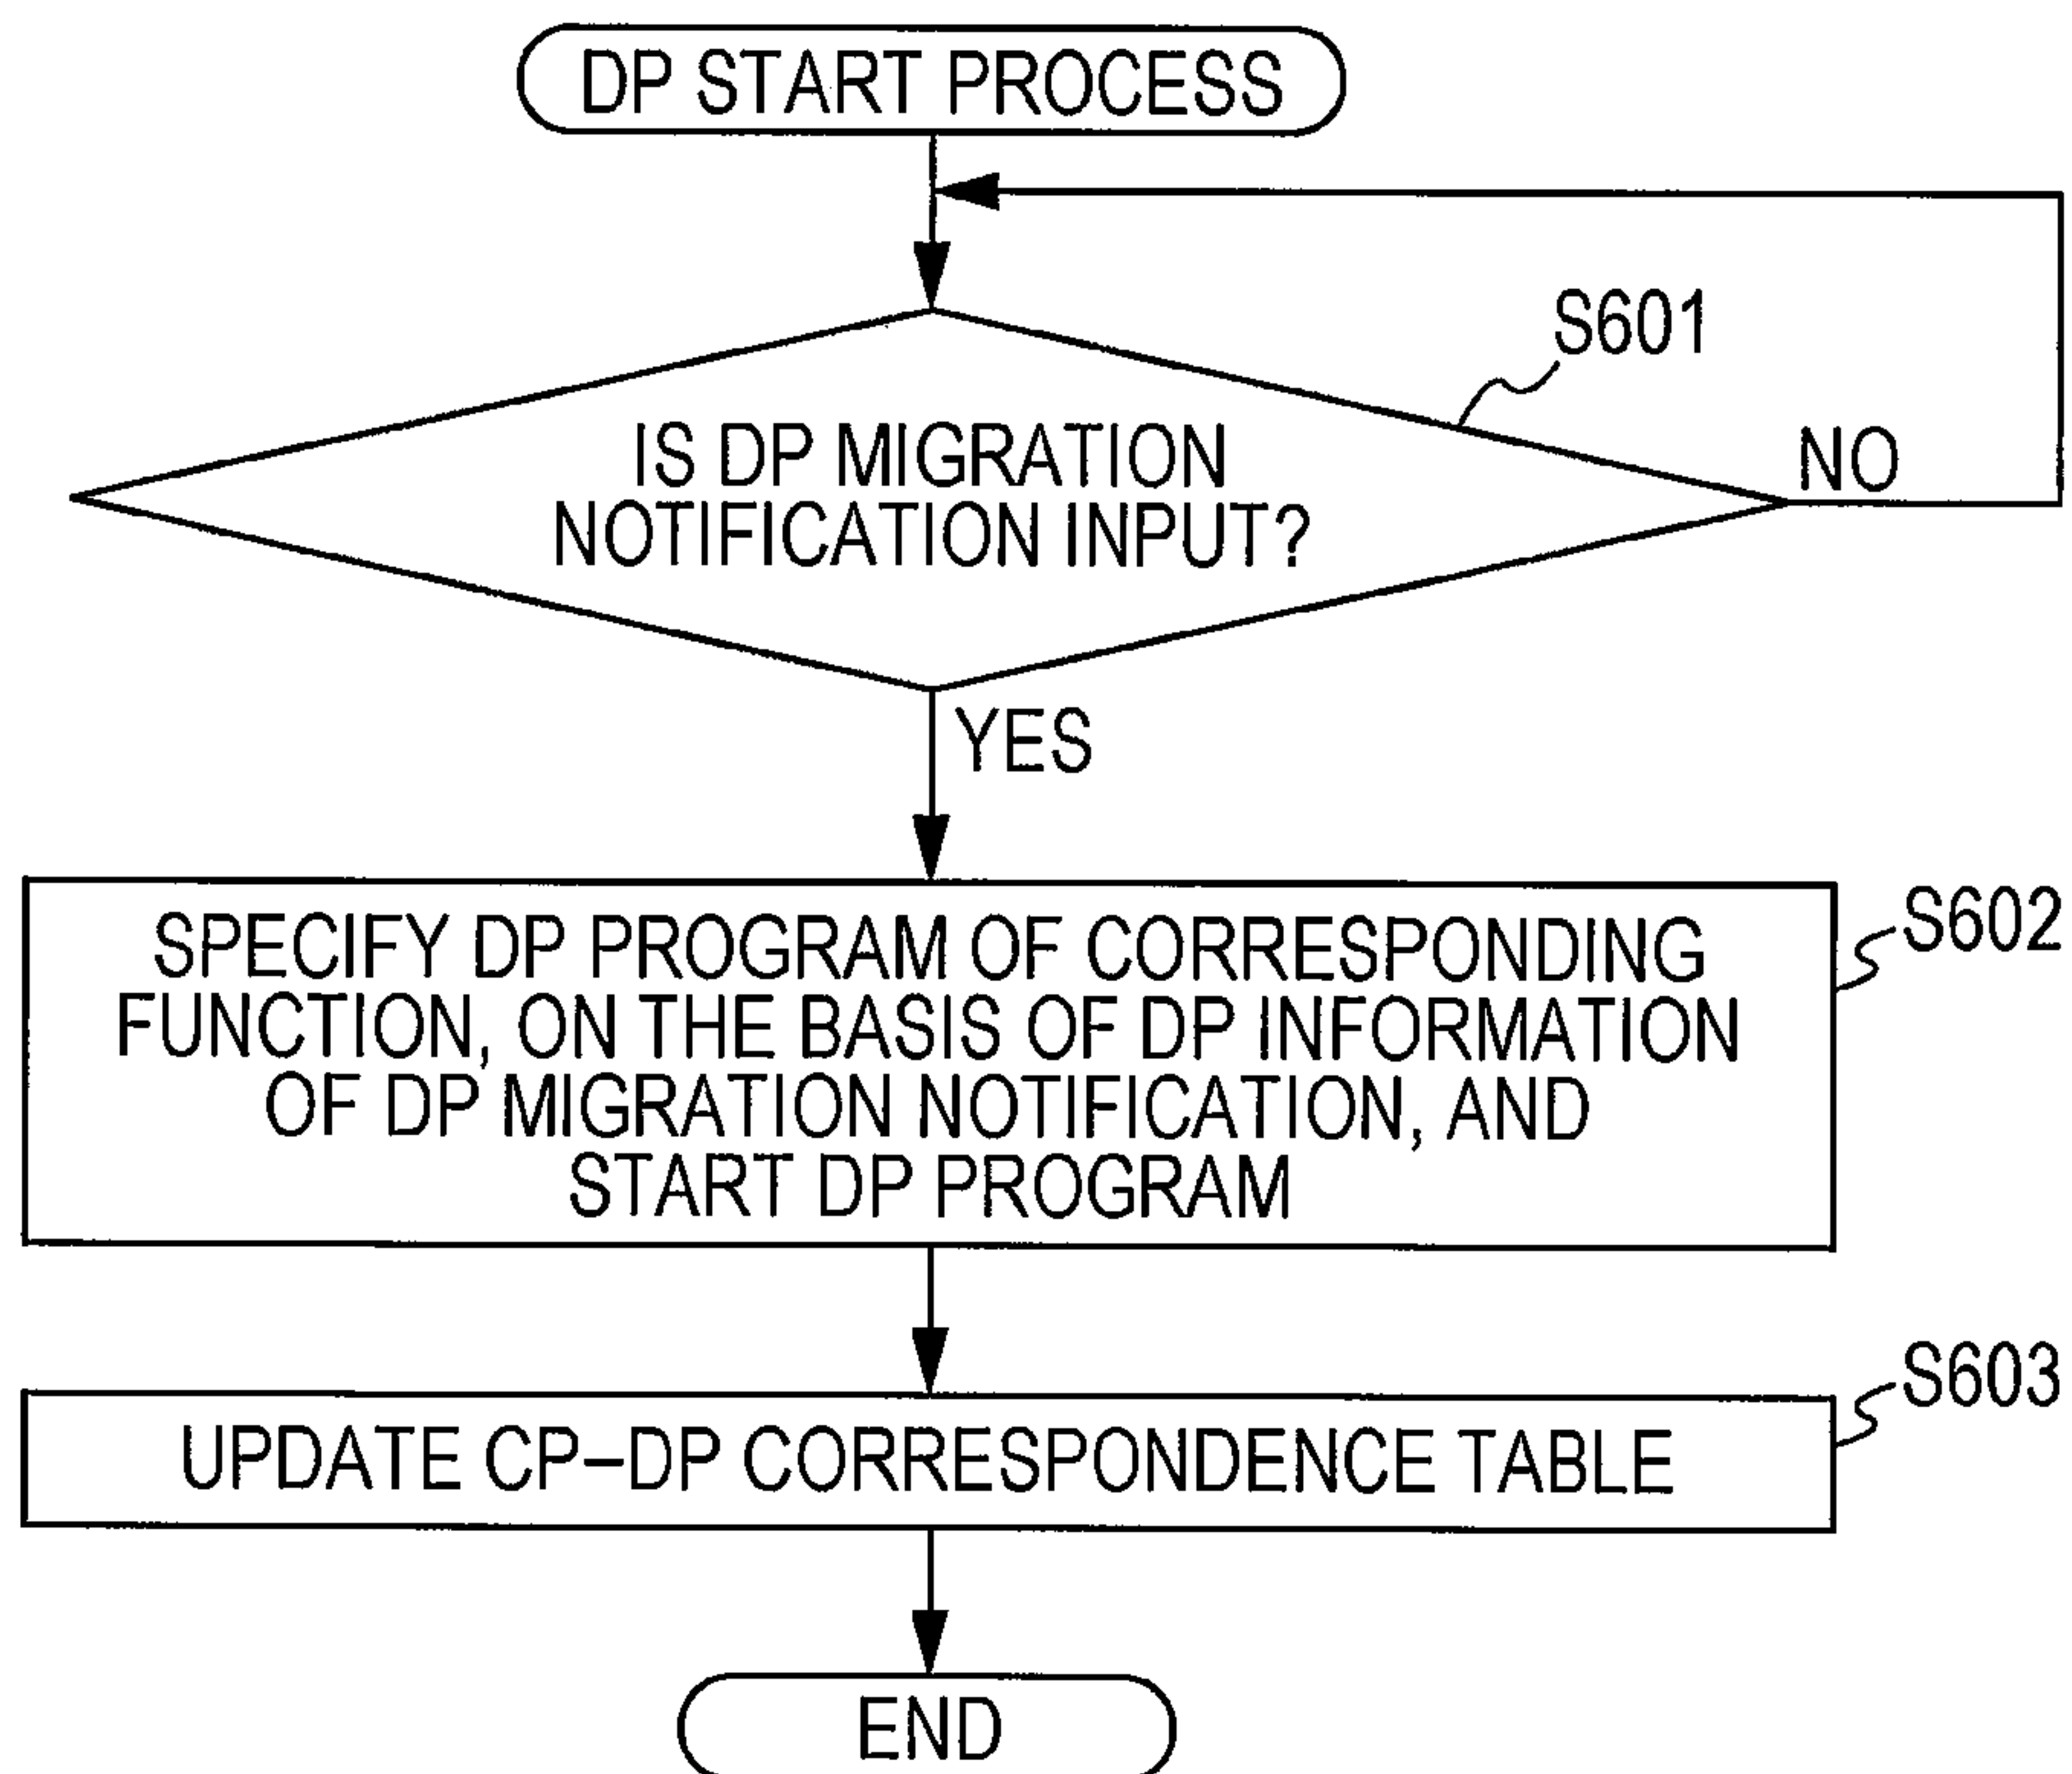 DP START PROCESS
S601
IS DP MIGRATION
NOTIFICATION INPUT?
NO
YES
SPECIFY DP PROGRAM OF CORRESPONDING
FUNCTION, ON THE BASIS OF DP INFORMATION
OF DP MIGRATION NOTIFICATION, AND
START DP PROGRAM
S602
UPDATE CP–DP CORRESPONDENCE TABLE
S603
END